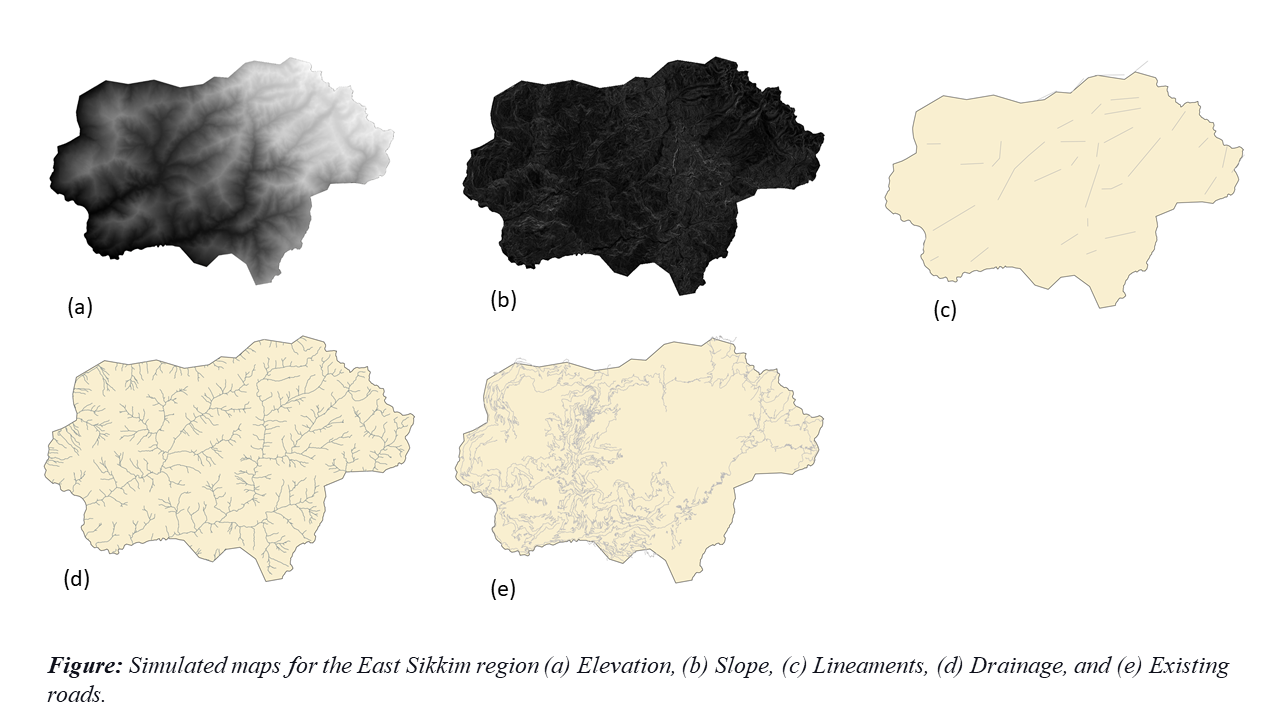 (a)
(b)
(c)
(d)
(e)
Figure: Simulated maps for the East Sikkim region (a) Elevation, (b) Slope, (c) Lineaments, (d) Drainage, and (e) Existing
roads.